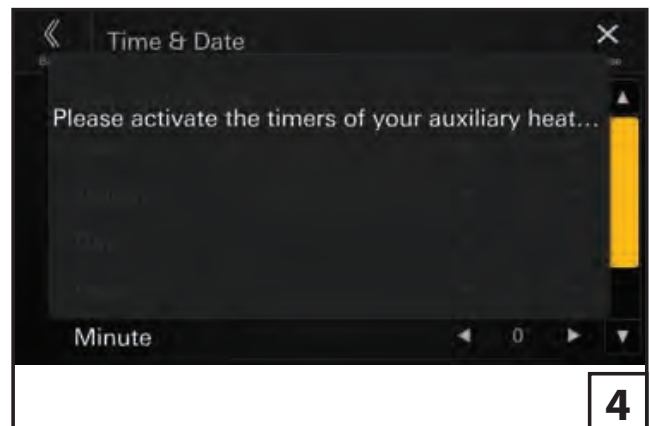 Time & Date
Please activate the timers of your auxiliary heat...
Minute
0
4